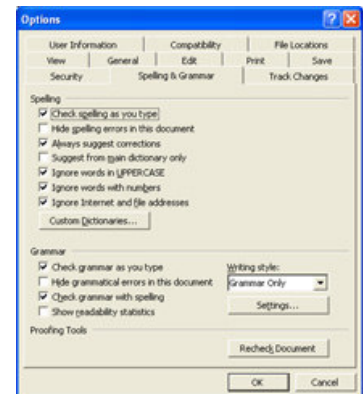 Options
User Information Compatibility File Locations
View General Edit Print Save
Security Spelling & Grammar Track Changes
Spelling
Check spelling as you type
Hide spelling errors in this document
Always suggest corrections
Suggest from main dictionary only
Ignore words in UPPERCASE
Ignore words with numbers
Ignore Internet and file addresses
Custom Dictionaries...
Grammar
Check grammar as you type Writing style:
Hide grammatical errors in this document Grammar Only
Check grammar with spelling Settings...
Show readability statistics
Proofing Tools
Recheck Document
OK Cancel